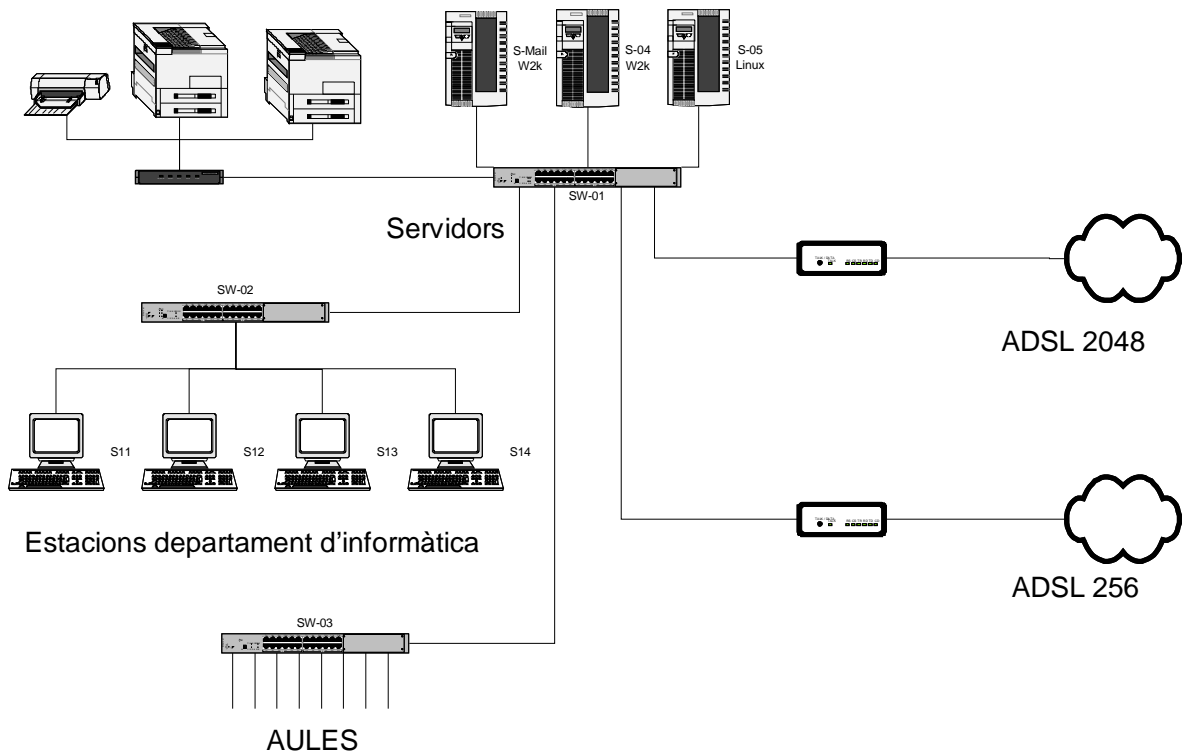 S-Mail
W2k
S-04
W2k
S-05
Linux
SW-01
Servidors
SW-02
ADSL 2048
S11
S12
S13
S14
Estacions departament d'informàtica
ADSL 256
SW-03
AULES